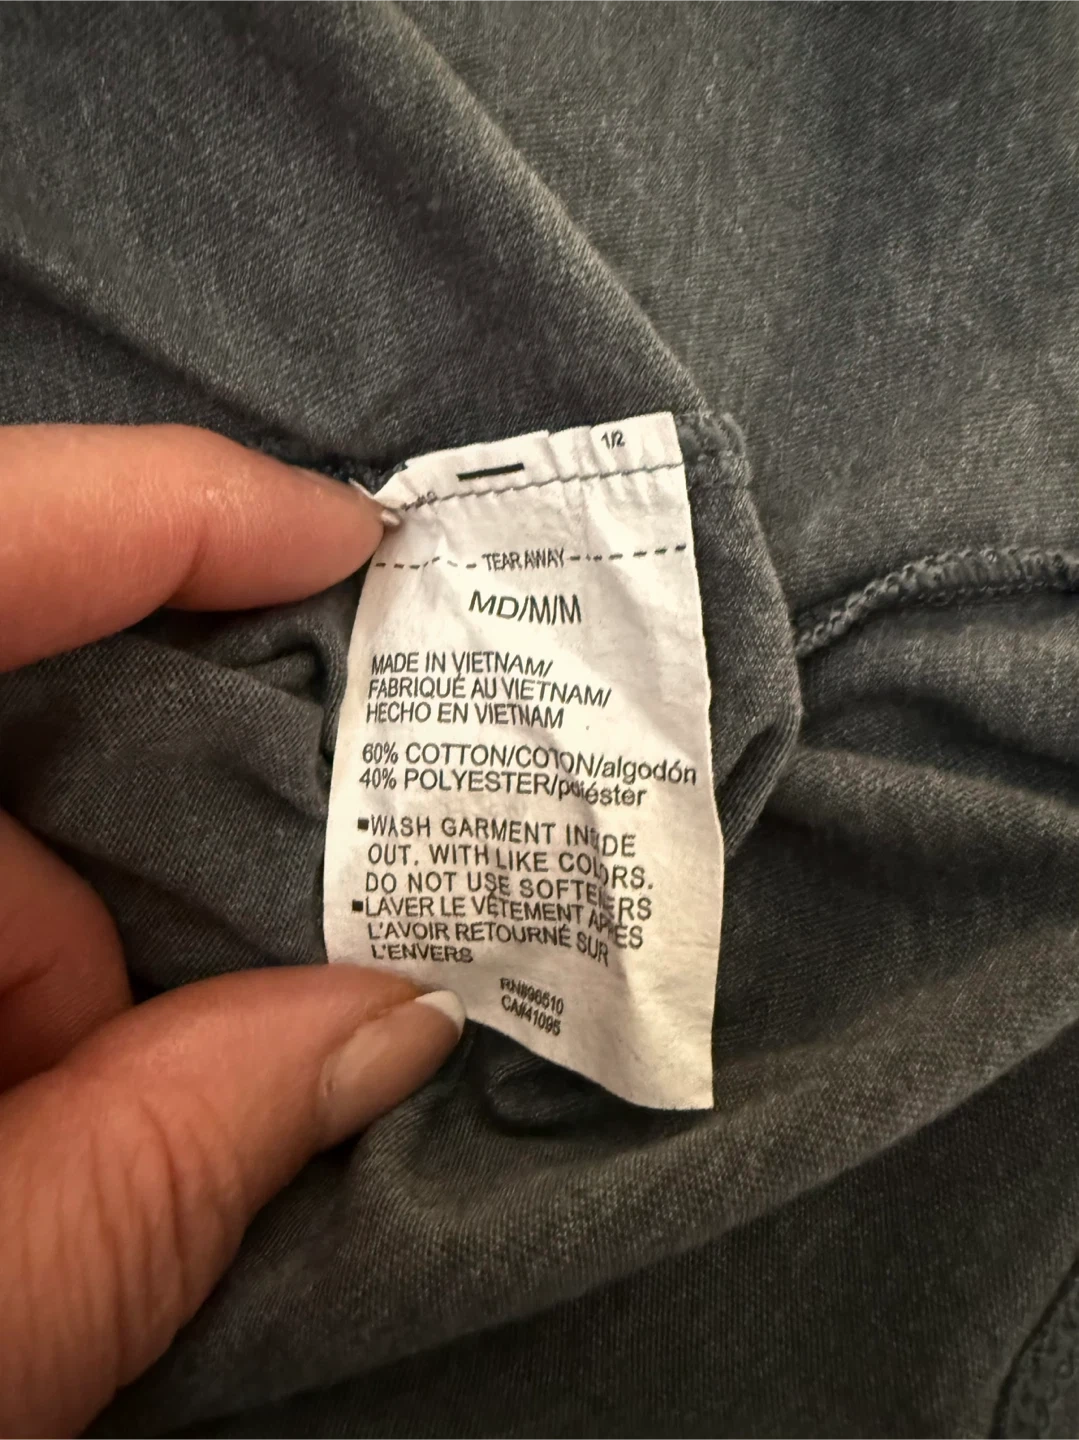 1/2
TEAR AWAY
MD/M/M
MADE IN VIETNAM/
FABRIQUÉ AU VIETNAM/
HECHO EN VIETNAM
60% COTTON/COTON/algodón
40% POLYESTER/poliéster
WASH GARMENT INSIDE
OUT. WITH LIKE COLORS.
DO NOT USE SOFTENERS
LAVER LE VÊTEMENT APRÈS
L'AVOIR RETOURNÉ SUR
L'ENVERS
RN#96510
CA#41095